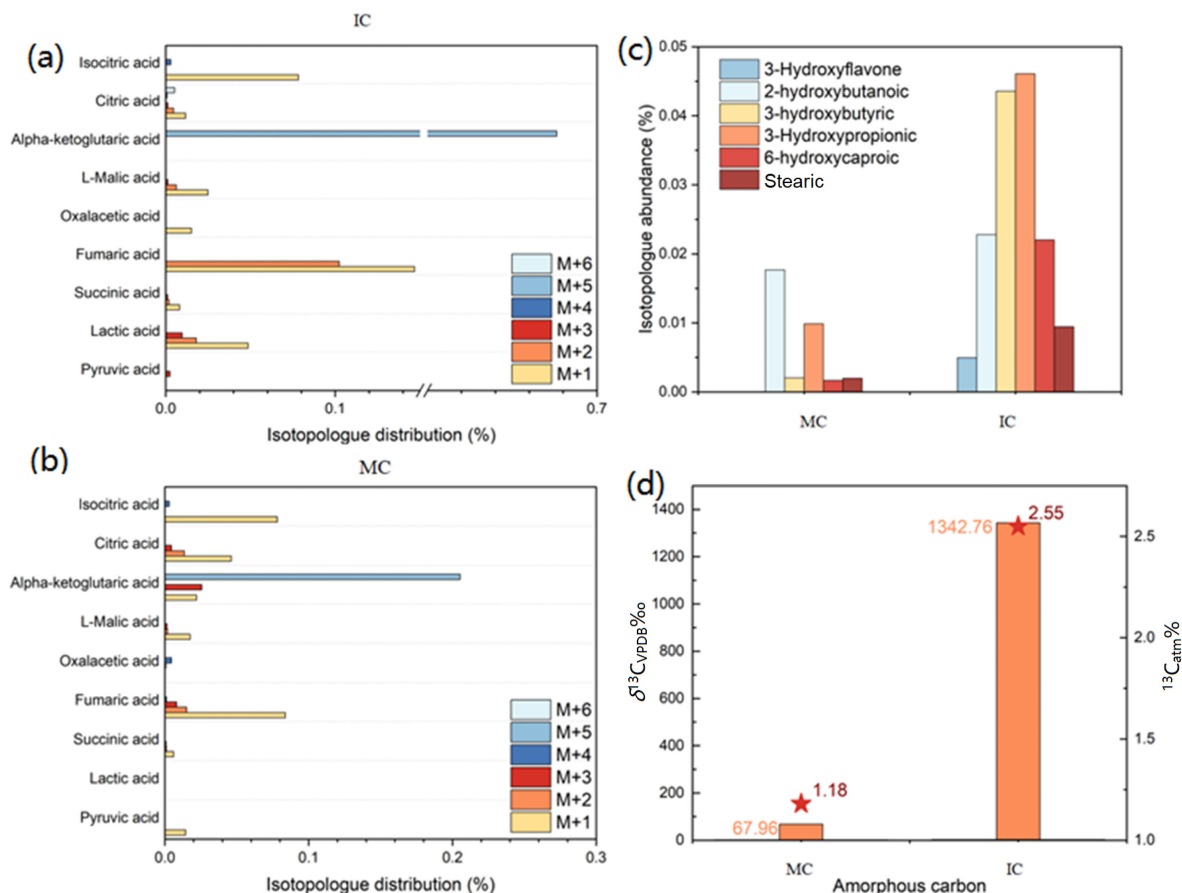 IC
(a)
Isocitric acid
Citric acid
Alpha-ketoglutaric acid
L-Malic acid
Oxalacetic acid
Fumaric acid
Succinic acid
Lactic acid
Pyruvic acid
M+6
M+5
M+4
M+3
M+2
M+1
0.0 0.1 0.7
Isotopologue distribution (%)
(b)
MC
Isocitric acid
Citric acid
Alpha-ketoglutaric acid
L-Malic acid
Oxalacetic acid
Fumaric acid
Succinic acid
Lactic acid
Pyruvic acid
M+6
M+5
M+4
M+3
M+2
M+1
0.0 0.1 0.2 0.3
Isotopologue distribution (%)
(c)
Isotopologue abundance (%)
0.05
0.04
0.03
0.02
0.01
0.00
3-Hydroxyflavone
2-hydroxybutanoic
3-hydroxybutyric
3-Hydroxypropionic
6-hydroxycaproic
Stearic
MC IC
(d)
δ¹³C_VPDB‰
1400
1200
1000
800
600
400
200
0
1342.76
2.55
67.96
1.18
2.5
2.0
1.5
1.0
¹³C_atm%
MC IC
Amorphous carbon